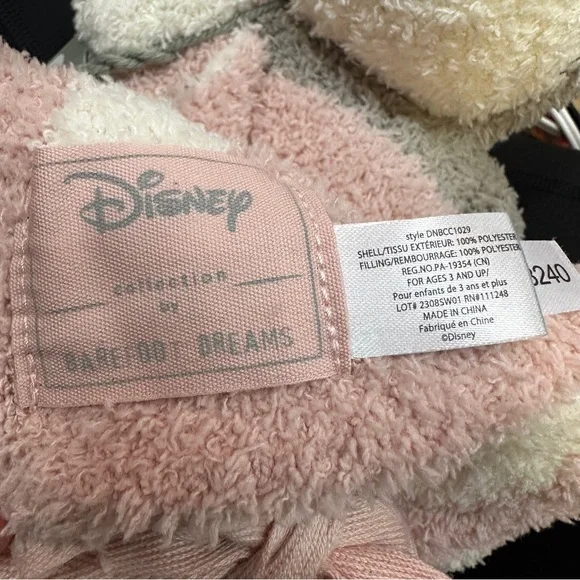 Disney
collection
BAREFOOT DREAMS
style DNBCC1029
SHELL/TISSU EXTÉRIEUR: 100% POLYESTER
FILLING/REMBOURRAGE: 100% POLYESTER
REG.NO.PA-19354 (CN)
FOR AGES 3 AND UP/
Pour enfants de 3 ans et plus
LOT# 2308SW01 RN#111248
MADE IN CHINA
Fabriqué en Chine
©Disney
240